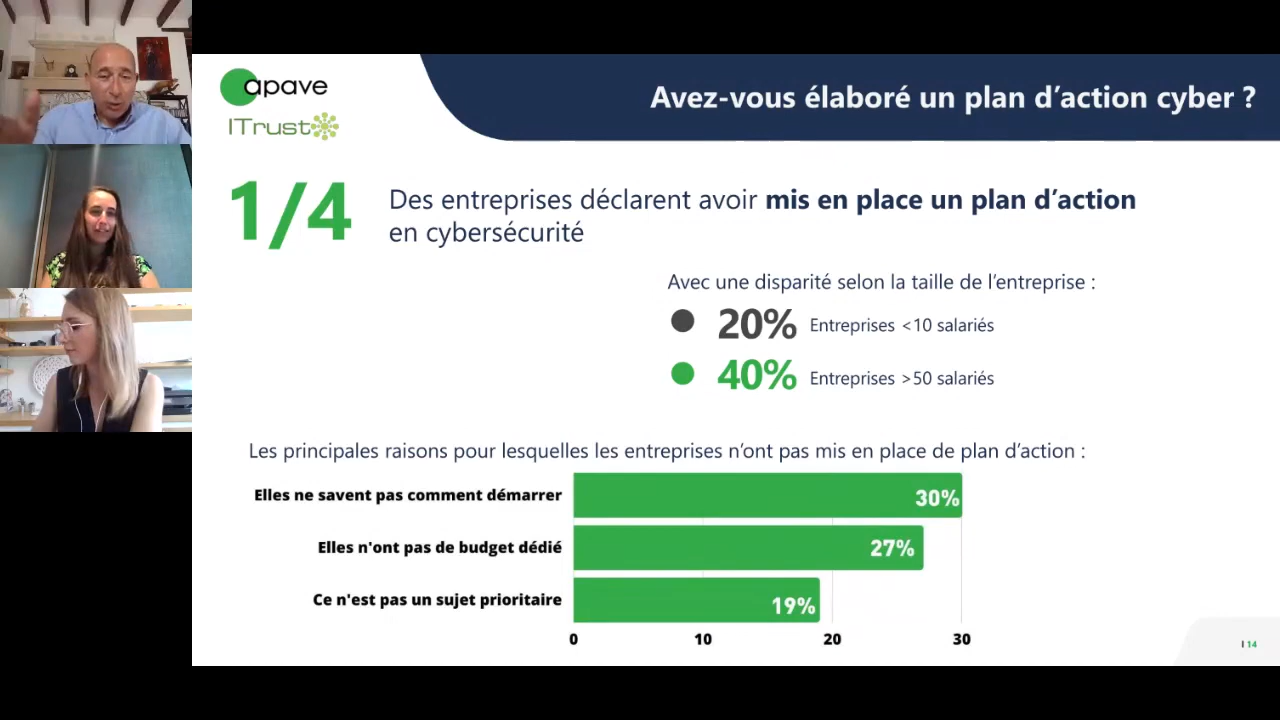 apave
ITrust
Avez-vous élaboré un plan d’action cyber ?
1/4
Des entreprises déclarent avoir mis en place un plan d’action
en cybersécurité
Avec une disparité selon la taille de l’entreprise :
20% Entreprises <10 salariés
40% Entreprises >50 salariés
Les principales raisons pour lesquelles les entreprises n’ont pas mis en place de plan d’action :
Elles ne savent pas comment démarrer 30%
Elles n'ont pas de budget dédié 27%
Ce n'est pas un sujet prioritaire 19%
0 10 20 30
I 14